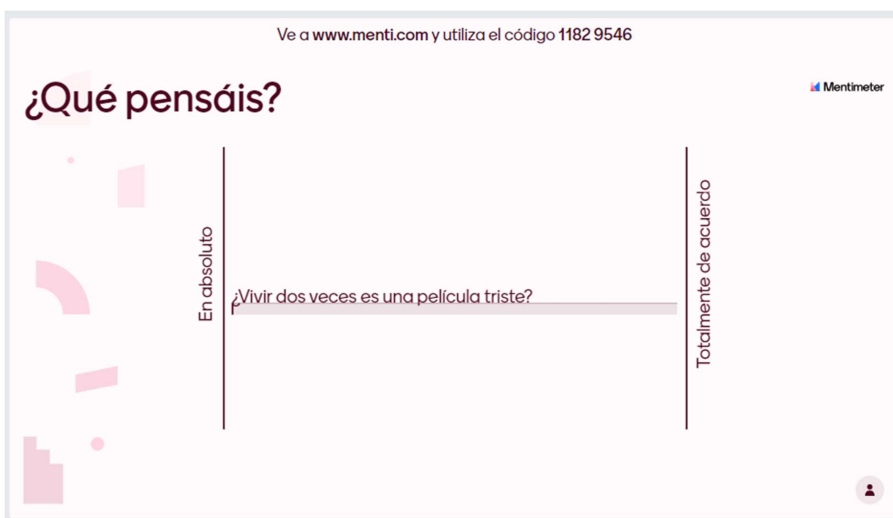 Ve a www.menti.com y utiliza el código 1182 9546
¿Qué pensáis?
Mentimeter
En absoluto
¿Vivir dos veces es una película triste?
Totalmente de acuerdo